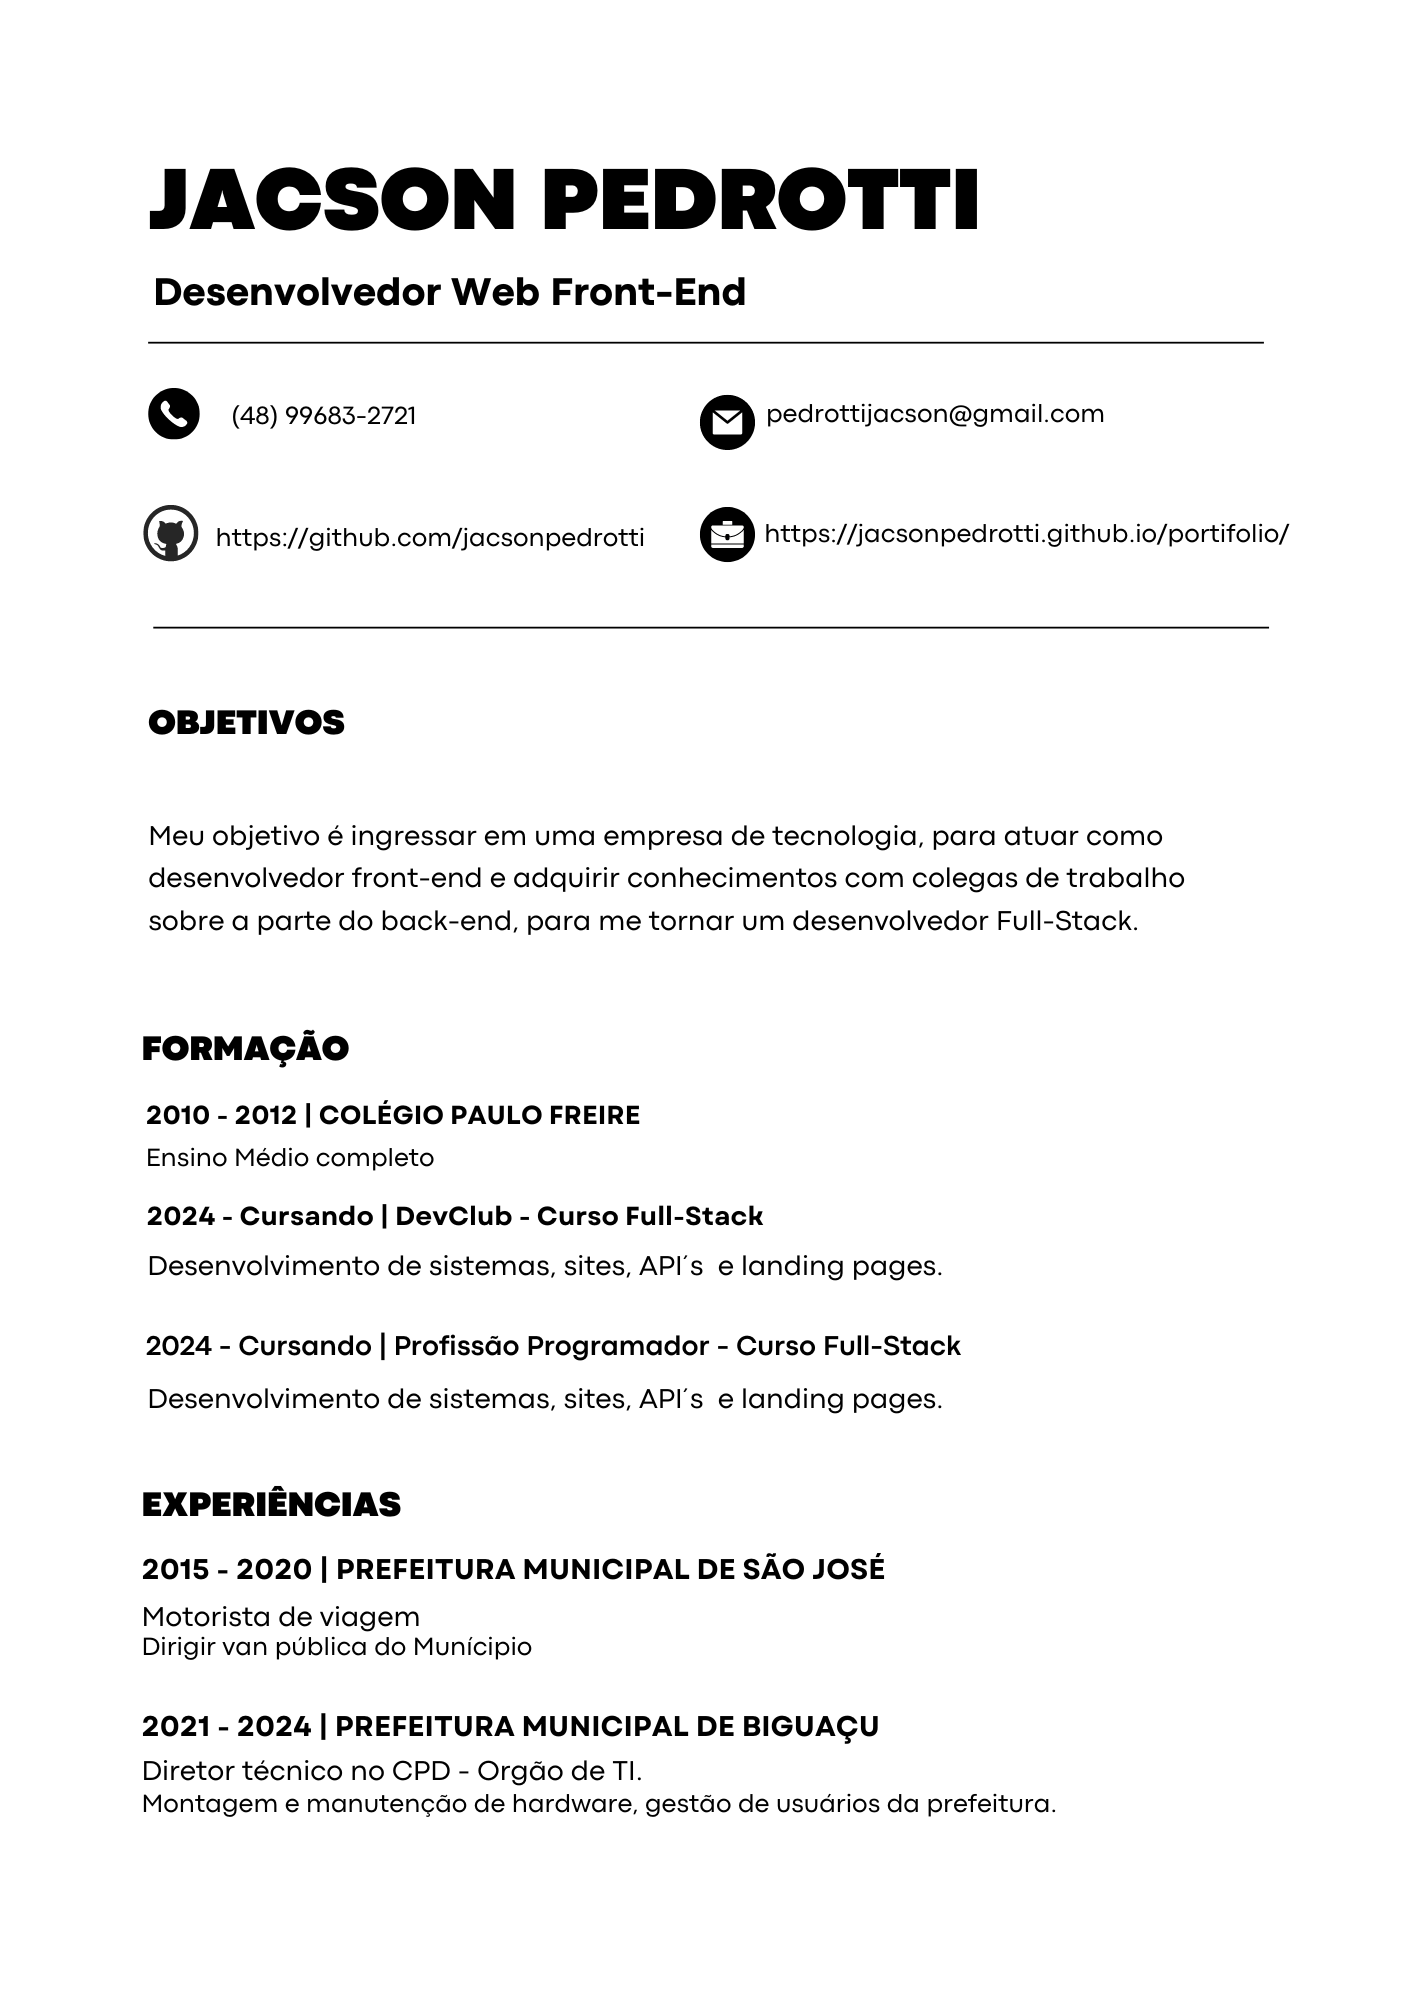 JACSON PEDROTTI
Desenvolvedor Web Front-End
(48) 99683-2721
pedrottijacson@gmail.com
https://github.com/jacsonpedrotti
https://jacsonpedrotti.github.io/portifolio/
OBJETIVOS
Meu objetivo é ingressar em uma empresa de tecnologia, para atuar como
desenvolvedor front-end e adquirir conhecimentos com colegas de trabalho
sobre a parte do back-end, para me tornar um desenvolvedor Full-Stack.
FORMAÇÃO
2010 - 2012 | COLÉGIO PAULO FREIRE
Ensino Médio completo
2024 - Cursando | DevClub - Curso Full-Stack
Desenvolvimento de sistemas, sites, API´s  e landing pages.
2024 - Cursando | Profissão Programador - Curso Full-Stack
Desenvolvimento de sistemas, sites, API´s  e landing pages.
EXPERIÊNCIAS
2015 - 2020 | PREFEITURA MUNICIPAL DE SÃO JOSÉ
Motorista de viagem
Dirigir van pública do Munícipio
2021 - 2024 | PREFEITURA MUNICIPAL DE BIGUAÇU
Diretor técnico no CPD - Orgão de TI.
Montagem e manutenção de hardware, gestão de usuários da prefeitura.